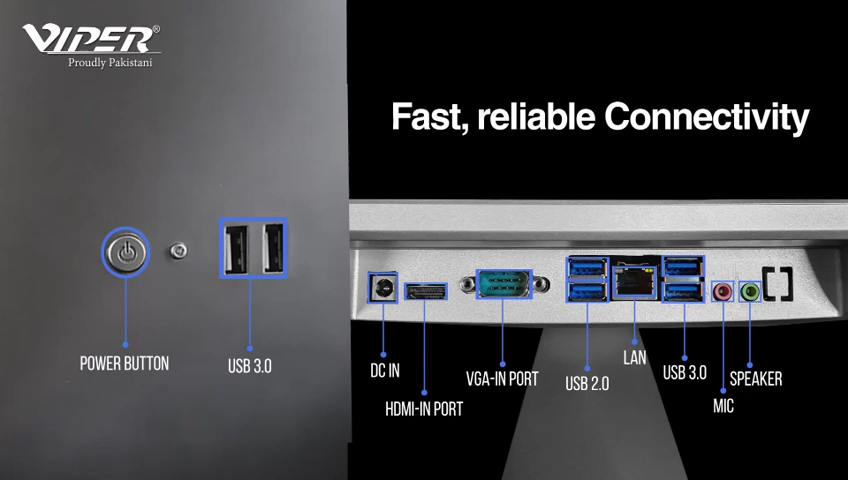 VIPER®
Proudly Pakistani
Fast, reliable Connectivity
POWER BUTTON
USB 3.0
DC IN
HDMI-IN PORT
VGA-IN PORT
USB 2.0
LAN
USB 3.0
MIC
SPEAKER